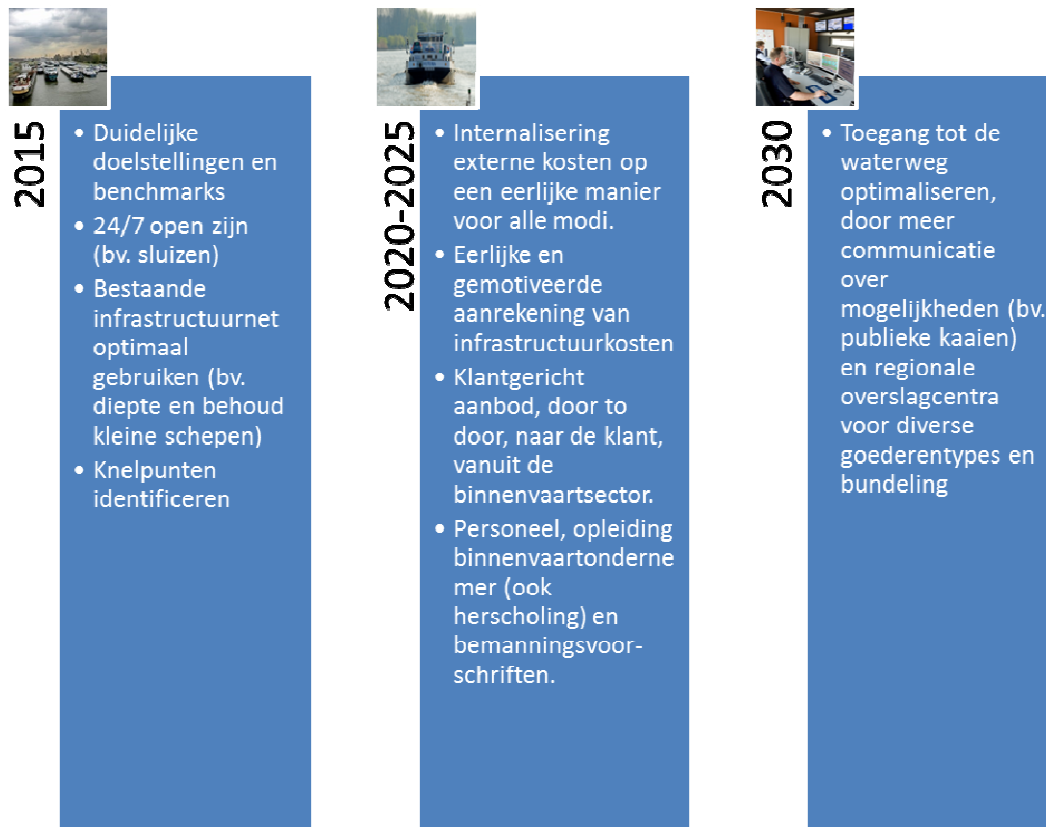 2015
• Duidelijke
doelstellingen en
benchmarks
• 24/7 open zijn
(bv. sluizen)
• Bestaande
infrastructuurnet
optimaal
gebruiken (bv.
diepte en behoud
kleine schepen)
• Knelpunten
identificeren
2020-2025
• Internalisering
externe kosten op
een eerlijke manier
voor alle modi.
• Eerlijke en
gemotiveerde
aanrekening van
infrastructuurkosten
• Klantgericht
aanbod, door to
door, naar de klant,
vanuit de
binnenvaartsector.
• Personeel, opleiding
binnenvaartonderne
mer (ook
herscholing) en
bemanningsvoor-
schriften.
2030
• Toegang tot de
waterweg
optimaliseren,
door meer
communicatie
over
mogelijkheden (bv.
publieke kaaien)
en regionale
overslagcentra
voor diverse
goederentypes en
bundeling